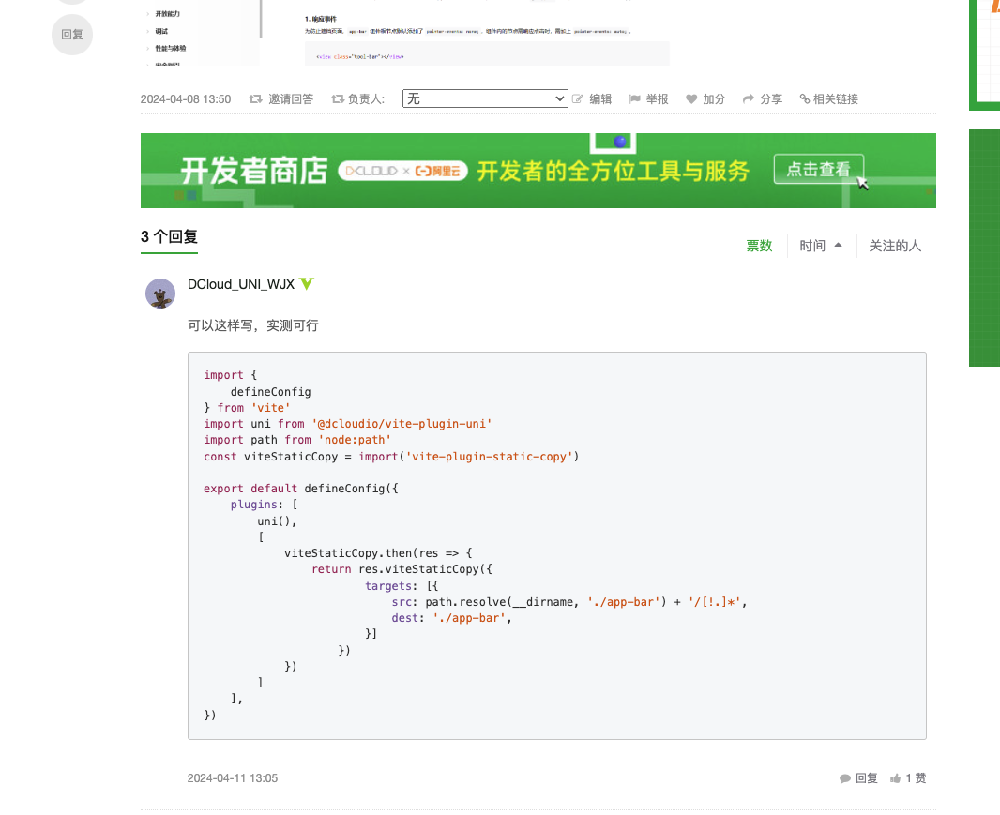 开放能力
调试
性能与体验
回复
1. 响应事件
为防止遮挡页面，app-bar 组件根节点默认添加了 pointer-events: none;，组件内的节点需响应点击时，需加上 pointer-events: auto;。
<view class="tool-bar"></view>
2024-04-08 13:50 邀请回答 负责人: 无 编辑 举报 加分 分享 相关链接
开发者商店 DCLOUD × 阿里云 开发者的全方位工具与服务 点击查看
3 个回复
票数 时间 关注的人
DCloud_UNI_WJX
可以这样写，实测可行
import {
    defineConfig
} from 'vite'
import uni from '@dcloudio/vite-plugin-uni'
import path from 'node:path'
const viteStaticCopy = import('vite-plugin-static-copy')
export default defineConfig({
    plugins: [
        uni(),
        [
            viteStaticCopy.then(res => {
                return res.viteStaticCopy({
                        targets: [{
                            src: path.resolve(__dirname, './app-bar') + '/[!.]*',
                            dest: './app-bar',
                        }]
                    })
            })
        ]
    ],
})
2024-04-11 13:05 回复 1 赞